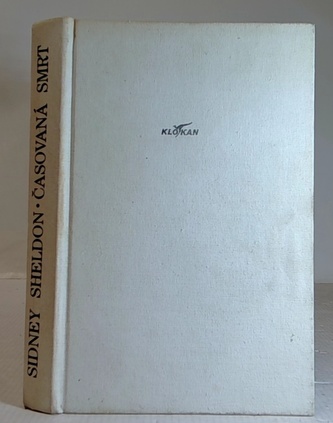 SIDNEY SHELDON · ČASOVANÁ SMRT
KLOKAN